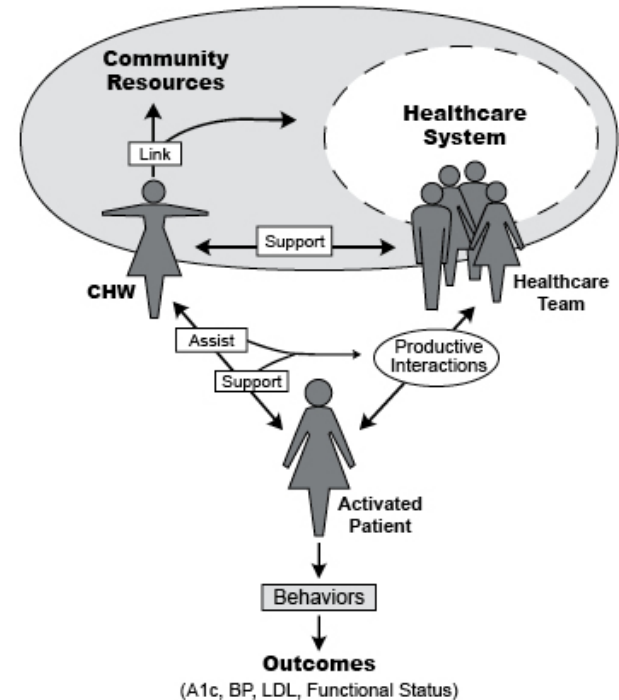 Community
Resources
Healthcare
System
Link
Support
CHW
Healthcare
Team
Assist
Productive
Interactions
Support
Activated
Patient
Behaviors
Outcomes
(A1c, BP, LDL, Functional Status)